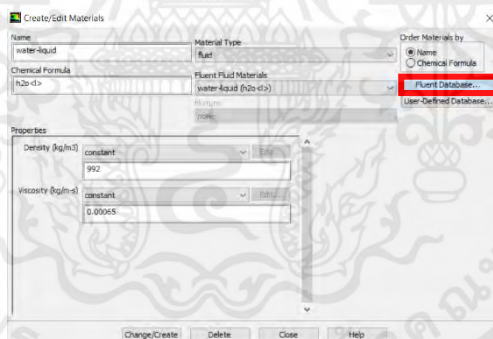 Create/Edit Materials
Name
water-liquid
Material Type
fluid
Order Materials by
Name
Chemical Formula
Chemical Formula
h2o<l>
Fluent Fluid Materials
water-liquid (h2o<l>)
Mixture
none
Fluent Database...
User-Defined Database...
Properties
Density (kg/m3)
constant
Edit...
992
Viscosity (kg/m-s)
constant
Edit...
0.00065
Change/Create
Delete
Close
Help